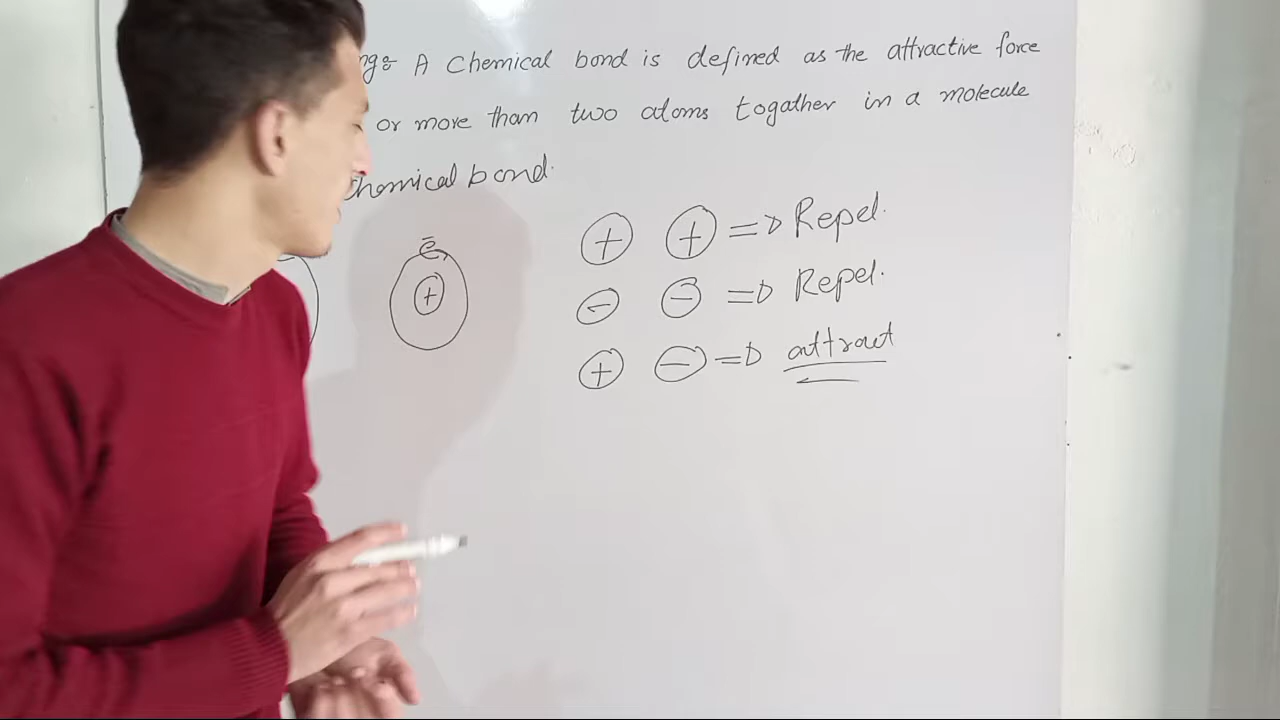 A Chemical bond is defined as the attractive force
or more than two atoms togather in a molecule
chemical bond.
+ + => Repel.
ē
+
- - => Repel.
+ - => attract